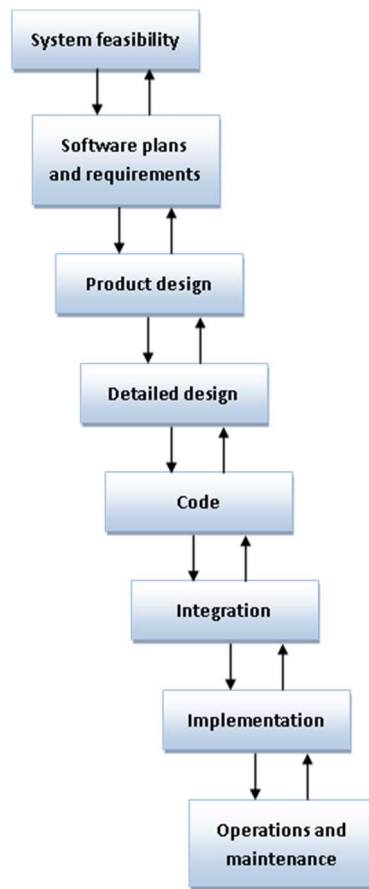 System feasibility
Software plans
and requirements
Product design
Detailed design
Code
Integration
Implementation
Operations and
maintenance